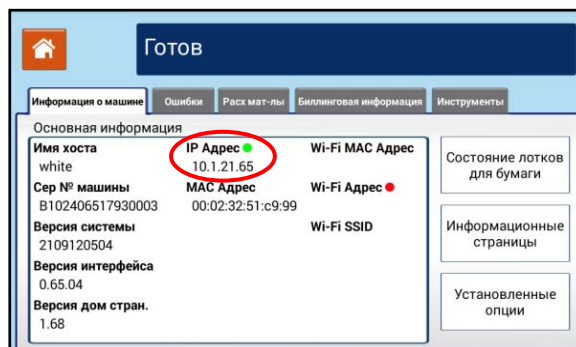 Готов
Информация о машине Ошибки Расх мат-лы Биллинговая информация Инструменты
Основная информация
Имя хоста IP Адрес Wi-Fi MAC Адрес
white 10.1.21.65
Сер № машины MAC Адрес Wi-Fi Адрес
B102406517930003 00:02:32:51:c9:99
Версия системы Wi-Fi SSID
2109120504
Версия интерфейса
0.65.04
Версия дом стран.
1.68
Состояние лотков
для бумаги
Информационные
страницы
Установленные
опции